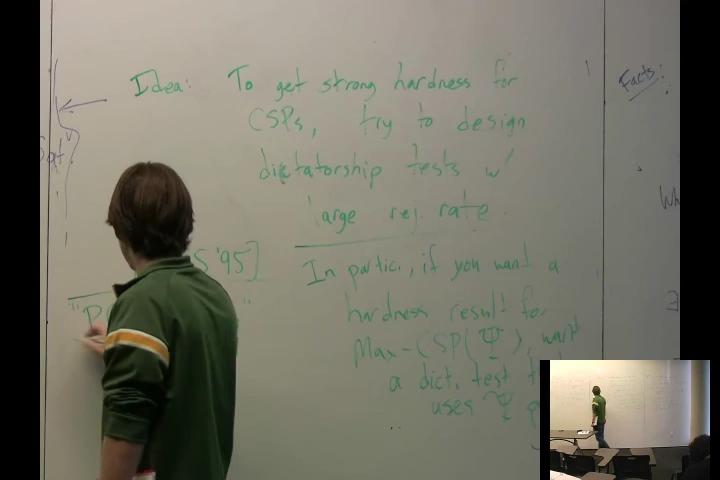 Idea: To get strong hardness for
CSPs, try to design
dictatorship tests w/
large rej. rate.
In partic., if you want a
hardness result for
Max-CSP(Ψ), want
a dict. test
uses Ψ
S '95]
Facts: